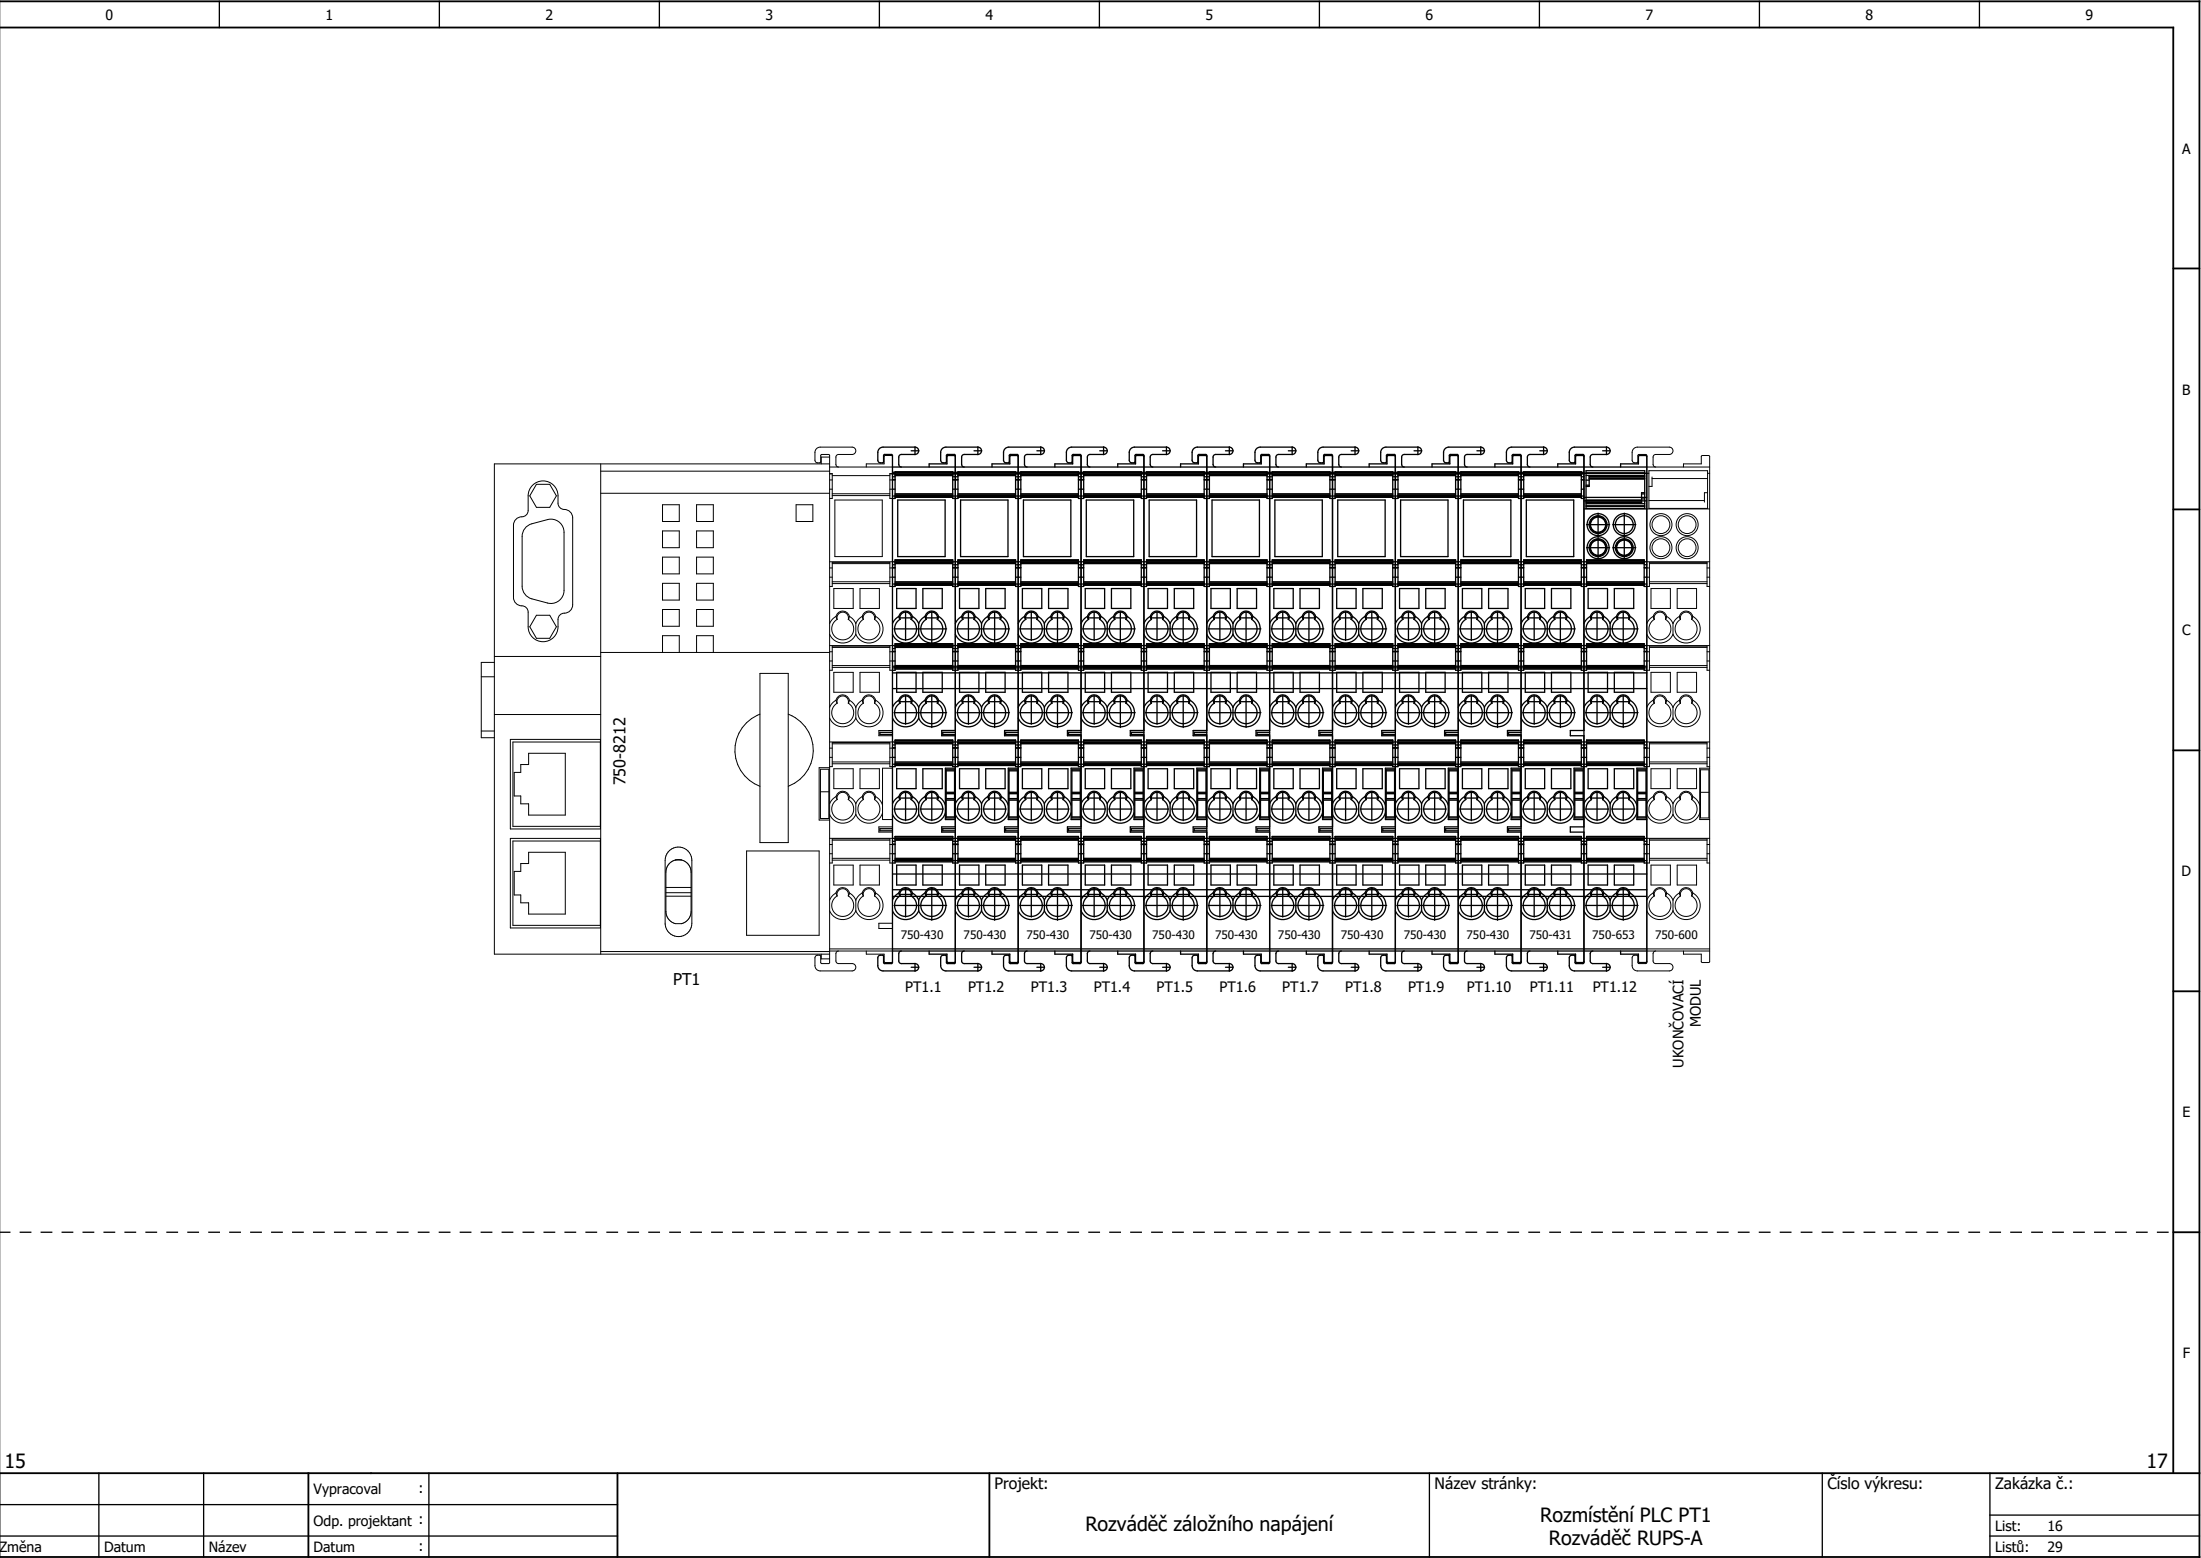 0 1 2 3 4 5 6 7 8 9
A
B
C
D
E
F
750-8212
750-430 750-430 750-430 750-430 750-430 750-430 750-430 750-430 750-430 750-430 750-431 750-653 750-600
PT1
PT1.1 PT1.2 PT1.3 PT1.4 PT1.5 PT1.6 PT1.7 PT1.8 PT1.9 PT1.10 PT1.11 PT1.12
UKONČOVACÍ
MODUL
15
17
Vypracoval :
Odp. projektant :
Změna Datum Název Datum :
Projekt:
Rozváděč záložního napájení
Název stránky:
Rozmístění PLC PT1
Rozváděč RUPS-A
Číslo výkresu:
Zakázka č.:
List: 16
Listů: 29